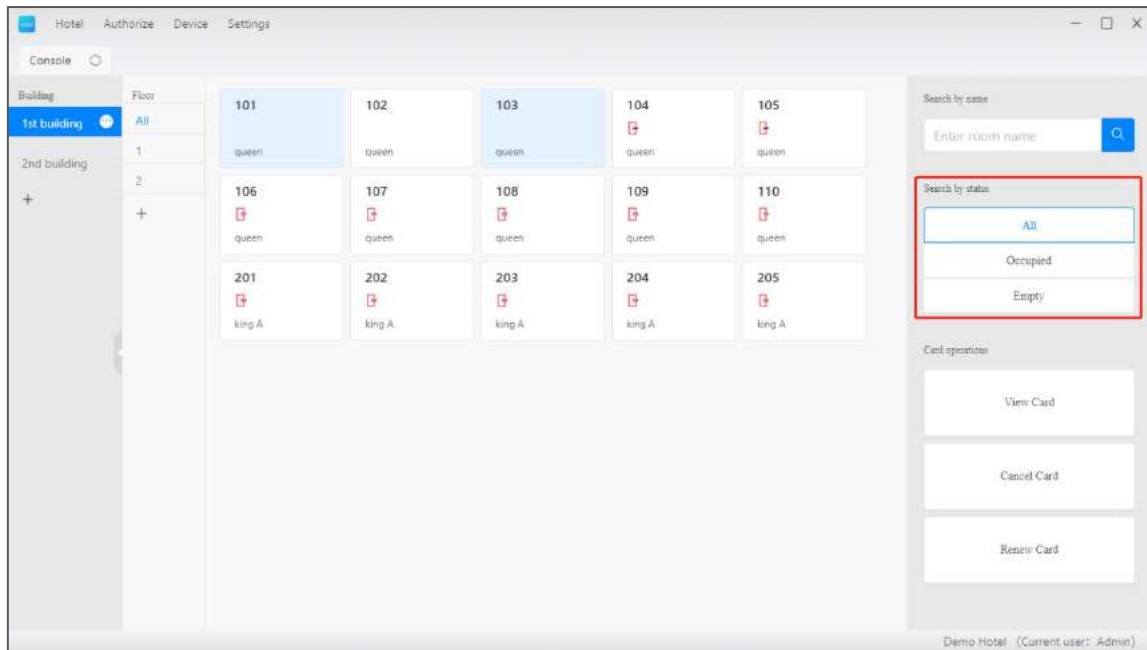 Hotel Authorize Device Settings
Console
Building
1st building
2nd building
+
Floor
All
1
2
+
101 102 103 104 105
queen queen queen queen queen
106 107 108 109 110
queen queen queen queen queen
201 202 203 204 205
king A king A king A king A king A
Search by name
Enter room name
Search by status
All
Occupied
Empty
Card operations
View Card
Cancel Card
Renew Card
Demo Hotel (Current user: Admin)